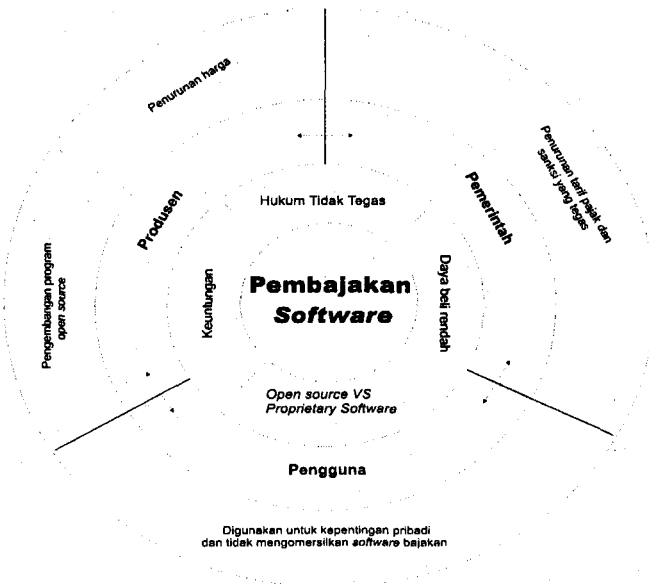 Penurunan harga
Penurunan tarif pajak dan
sanksi yang tegas
Produsen
Hukum Tidak Tegas
Pemerintah
Pengembangan program
open source
Keuntungan
Pembajakan
Software
Daya beli rendah
Open source VS
Proprietary Software
Pengguna
Digunakan untuk kepentingan pribadi
dan tidak mengomersilkan software bajakan